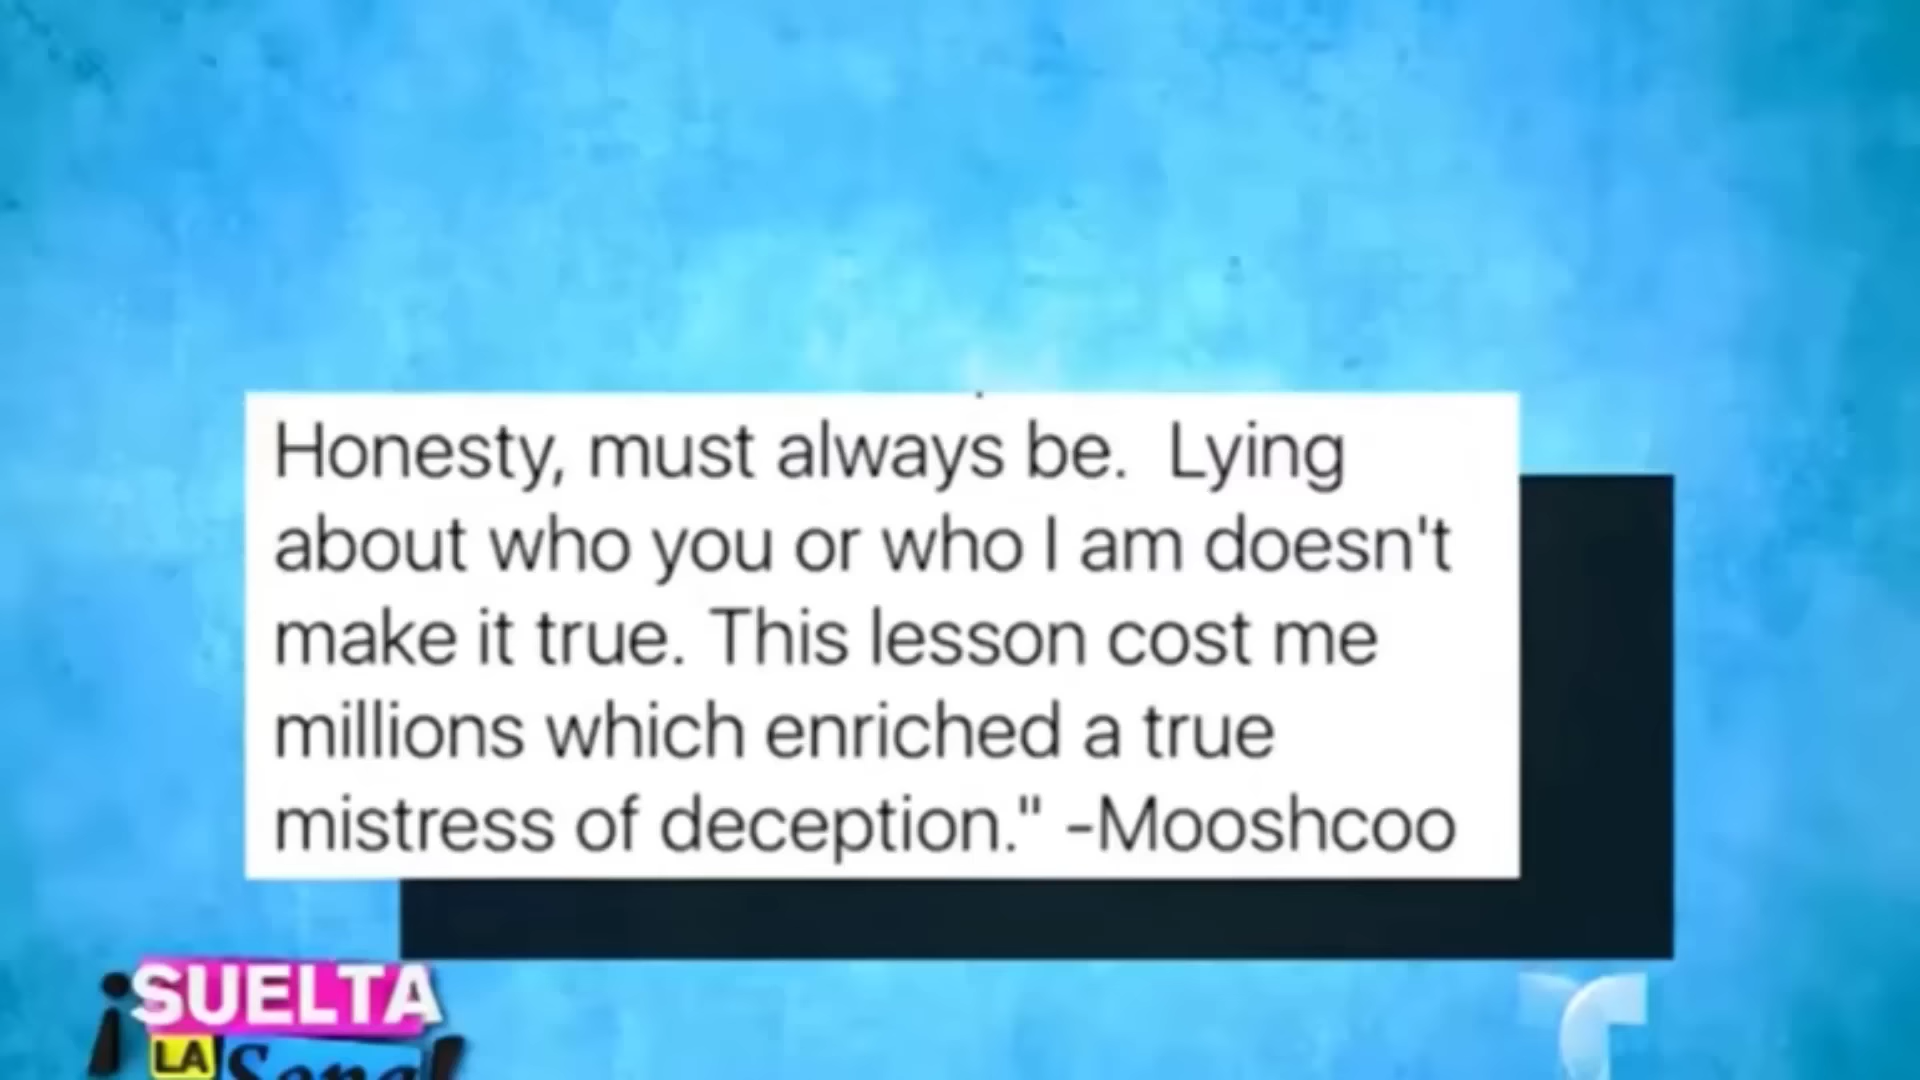 Honesty, must always be.  Lying
about who you or who I am doesn't
make it true. This lesson cost me
millions which enriched a true
mistress of deception." -Mooshcoo
¡SUELTA
LA Sopa!